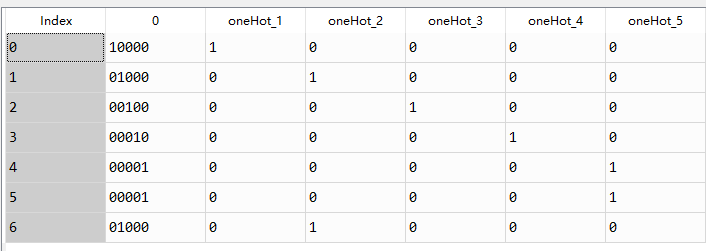 Index 0 oneHot_1 oneHot_2 oneHot_3 oneHot_4 oneHot_5
0 10000 1 0 0 0 0
1 01000 0 1 0 0 0
2 00100 0 0 1 0 0
3 00010 0 0 0 1 0
4 00001 0 0 0 0 1
5 00001 0 0 0 0 1
6 01000 0 1 0 0 0